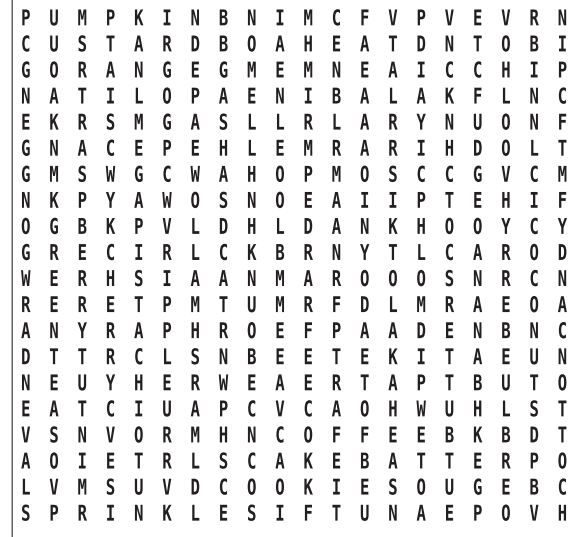 P U M P K I N B N I M C F V P V E V R N
C U S T A R D B O A H E A T D N T O B I
G O R A N G E G M E M N E A I C C H I P
N A T I L O P A E N I B A L A K F L N C
E K R S M G A S L L R L A R Y N U O N F
G N A C E P E H L E M R A R I H D O L T
G M S W G C W A H O P M O S C C G V C M
N K P Y A W O S N O E A I I P T E H I F
O G B K P V L D H L D A N K H O O Y C Y
G R E C I R L C K B R N Y T L C A R O D
W E R H S I A A N M A R O O O S N R C N
R E R E T P M T U M R F D L M R A E O A
A N Y R A P H R O E F P A A D E N B N C
D T T R C L S N B E E T E K I T A E U N
N E U Y H E R W E A E R T A P T B U T O
E A T C I U A P C V C A O H W U H L S T
V S N V O R M H N C O F F E E B K B D T
A O I E T R L S C A K E B A T T E R P O
L V M S U V D C O O K I E S O U G E B C
S P R I N K L E S I F T U N A E P O V H